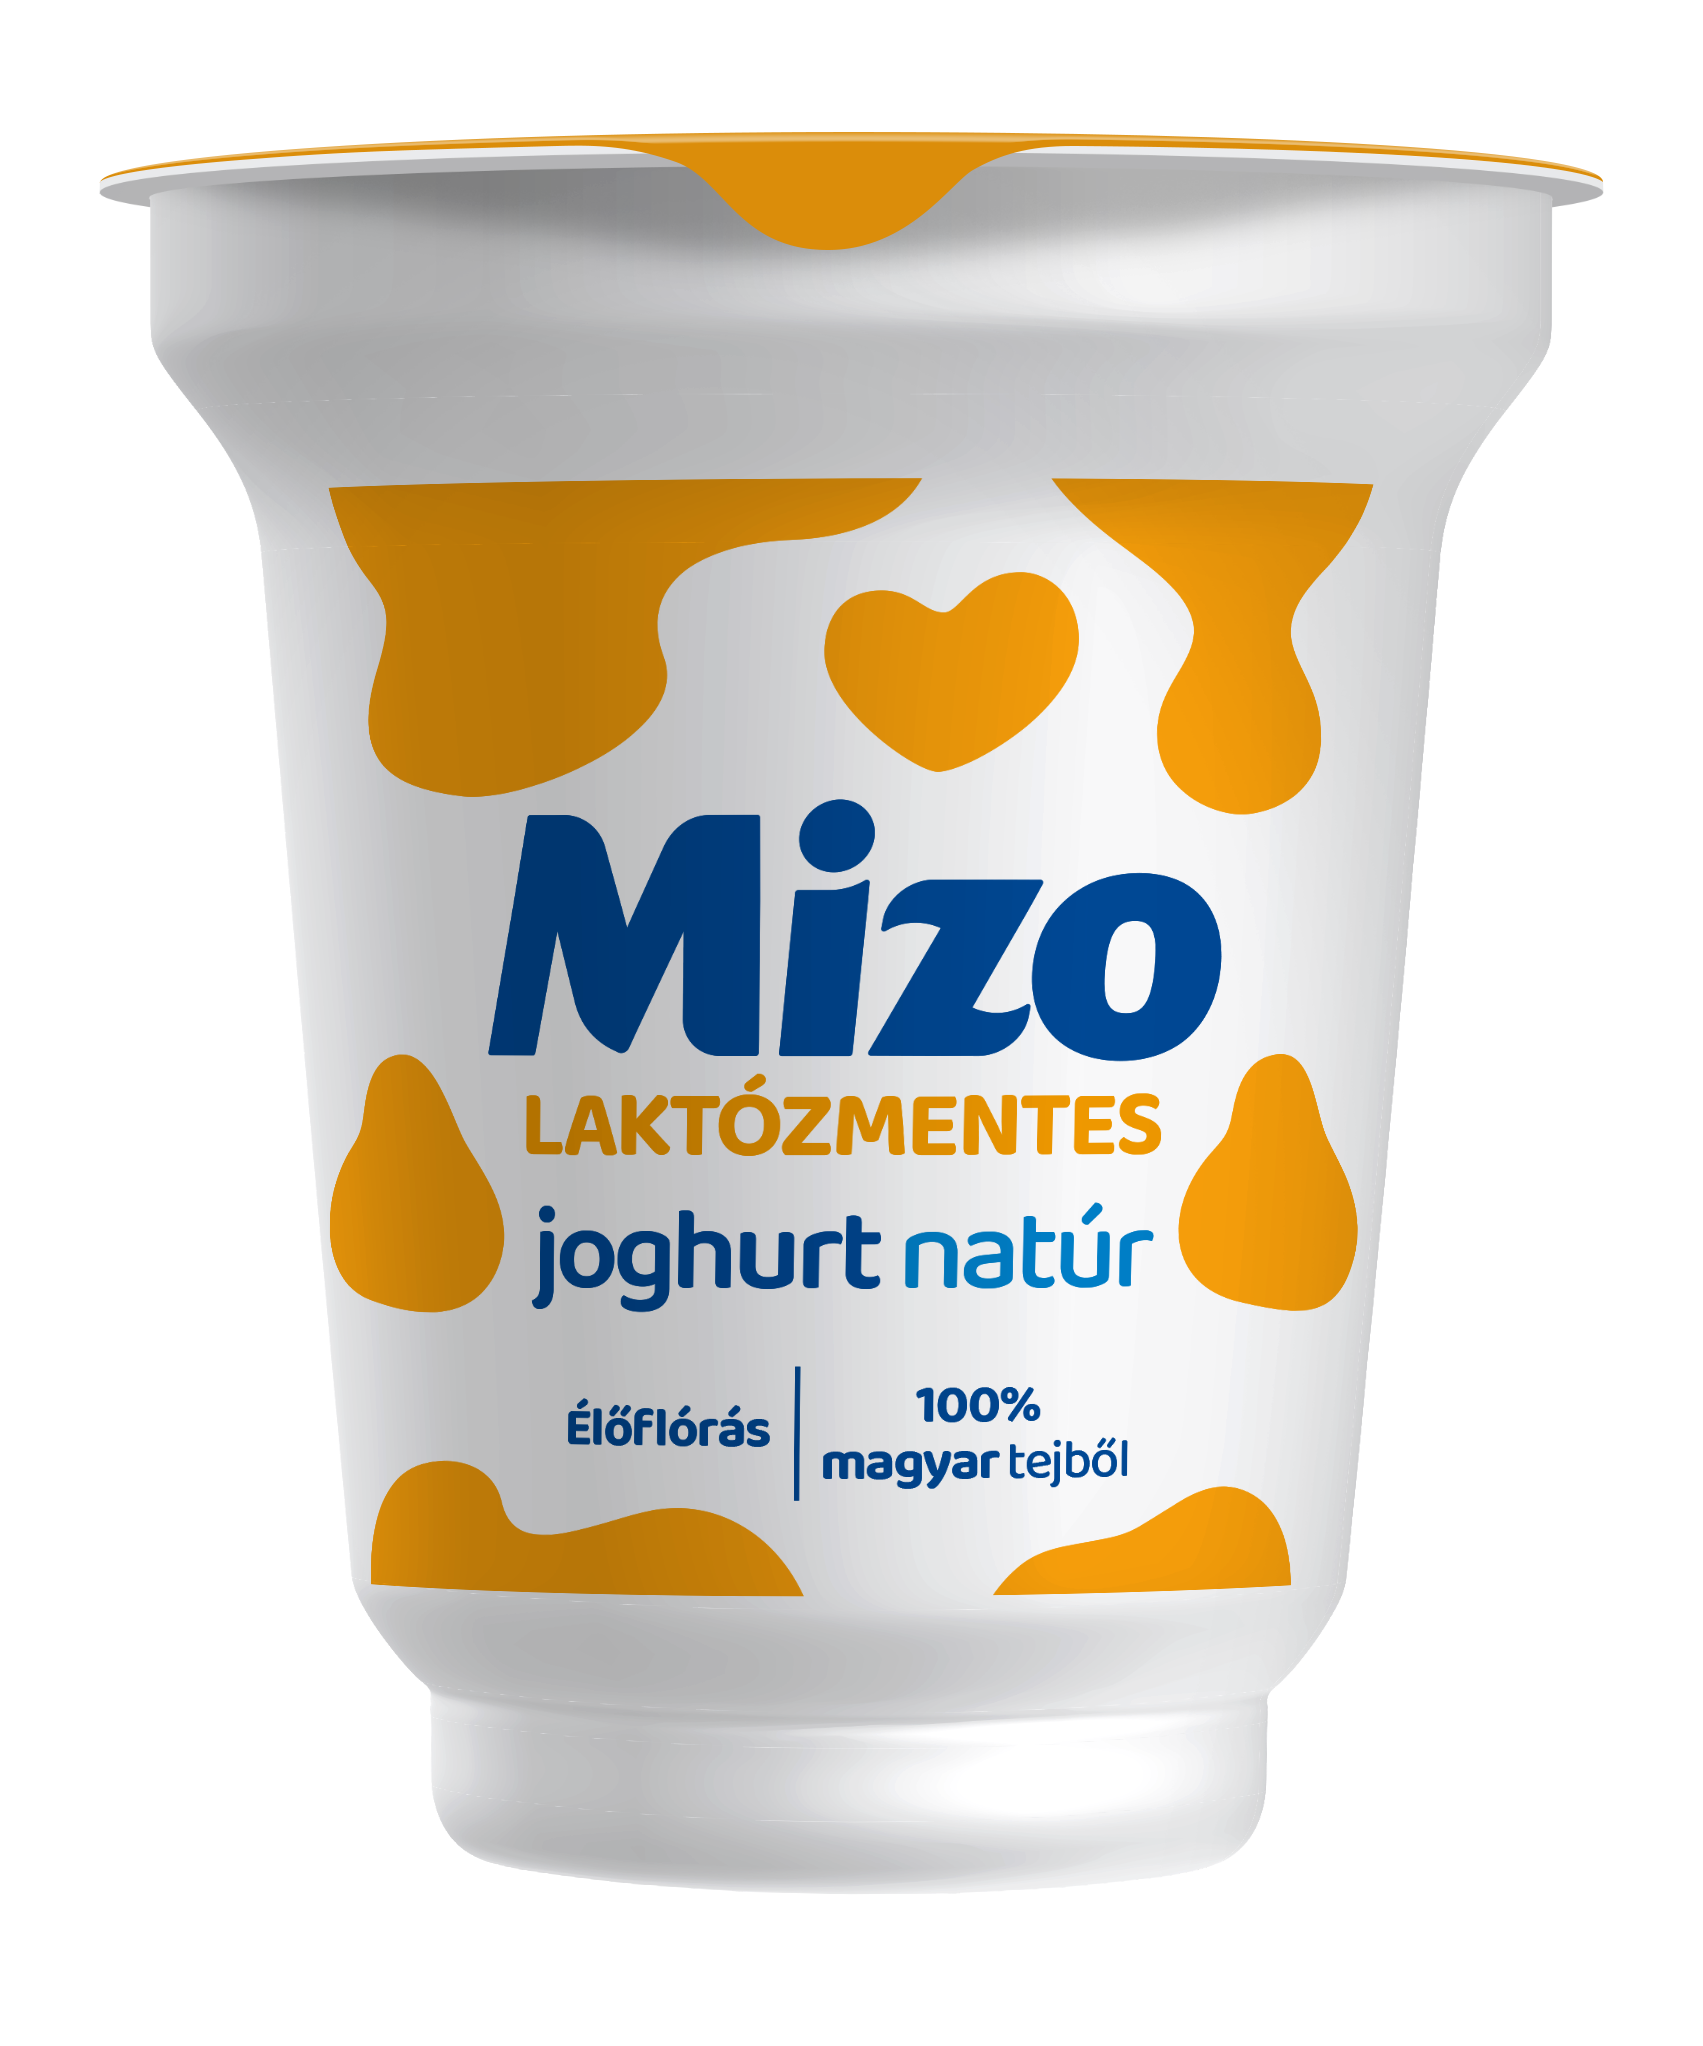 Mizo
LAKTÓZMENTES
joghurt natúr
Élőflórás
100%
magyar tejből